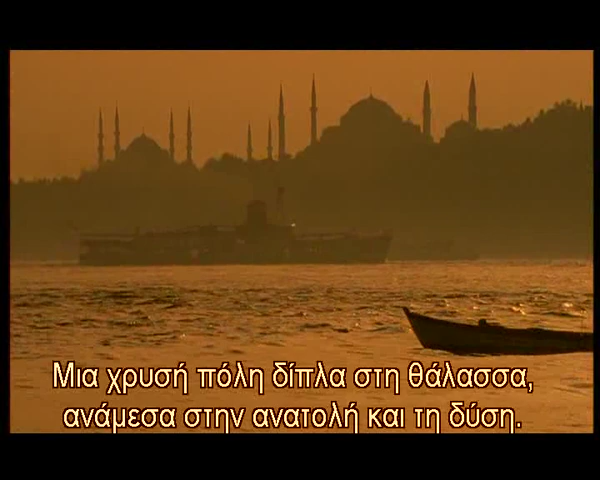 Μια χρυσή πόλη δίπλα στη θάλασσα,
ανάμεσα στην ανατολή και τη δύση.